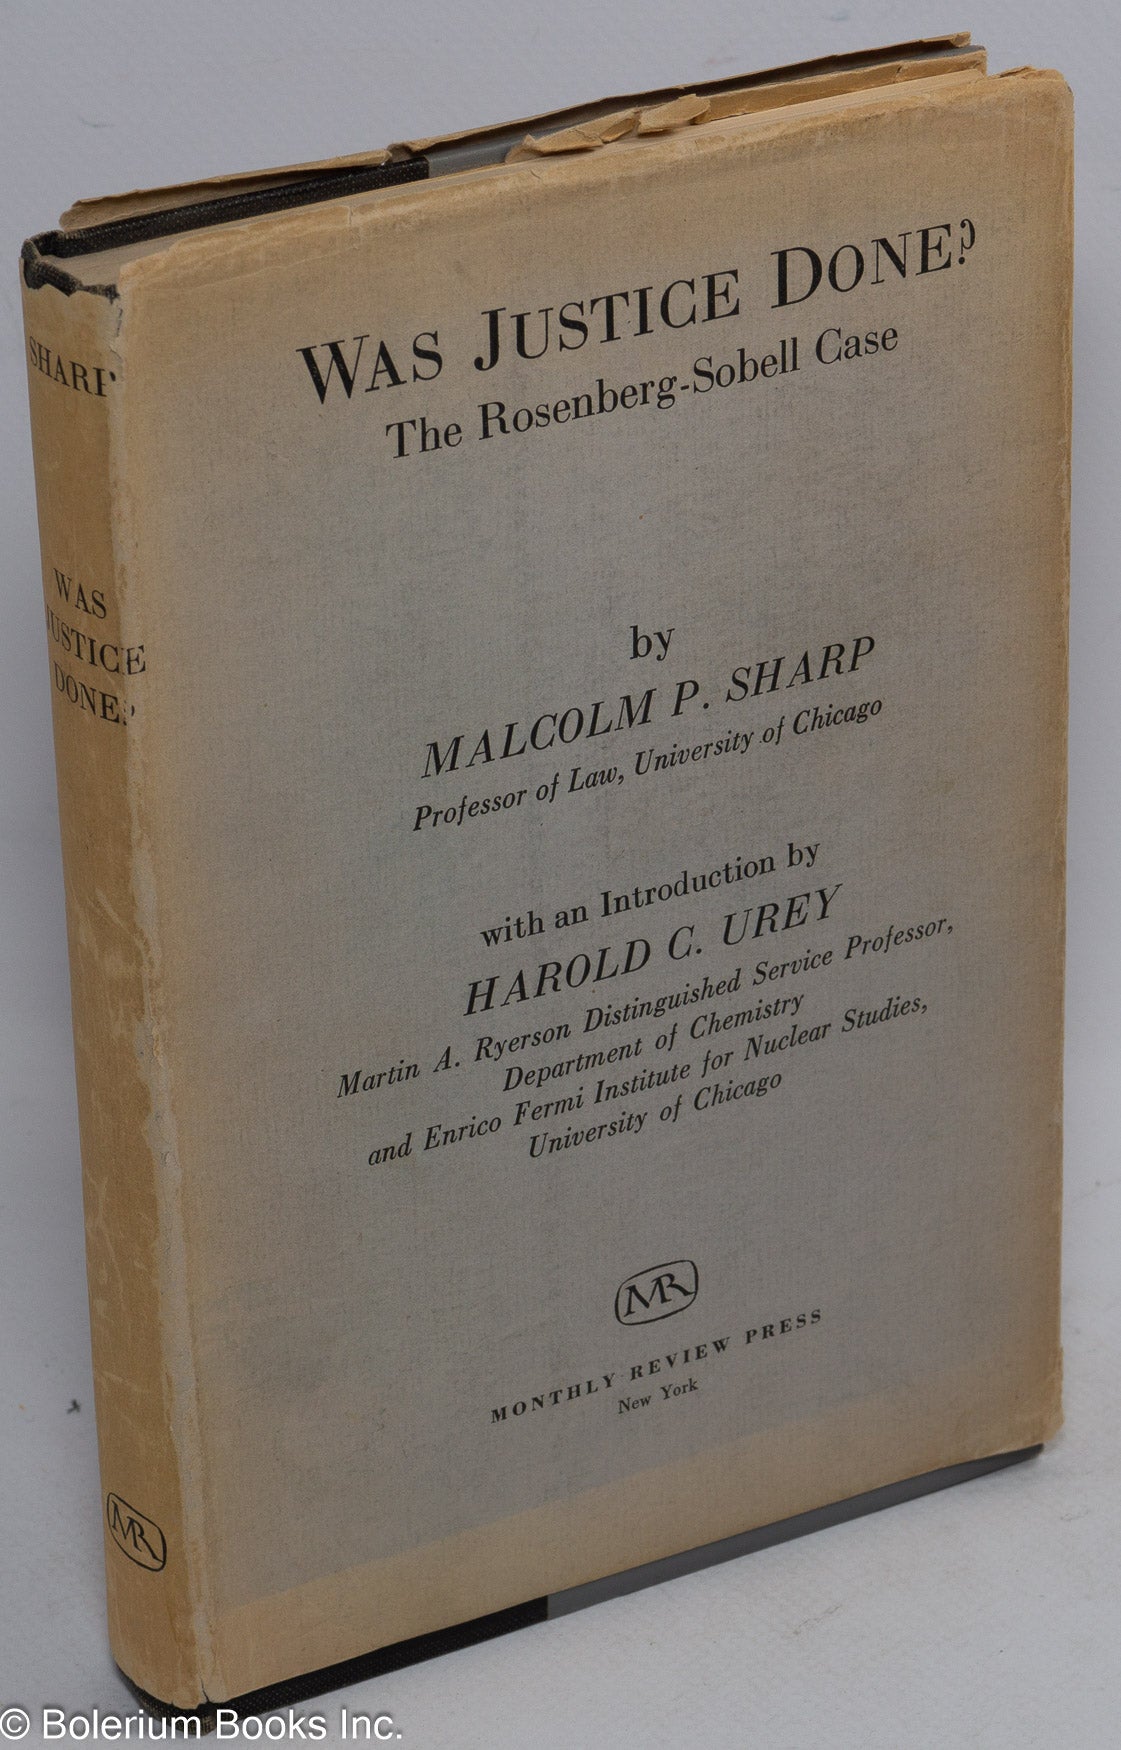 WAS JUSTICE DONE?
The Rosenberg-Sobell Case
by
MALCOLM P. SHARP
Professor of Law, University of Chicago
with an Introduction by
HAROLD C. UREY
Martin A. Ryerson Distinguished Service Professor,
Department of Chemistry
and Enrico Fermi Institute for Nuclear Studies,
University of Chicago
MR
MONTHLY REVIEW PRESS
New York
SHARP
WAS
JUSTICE
DONE?
MR
© Bolerium Books Inc.